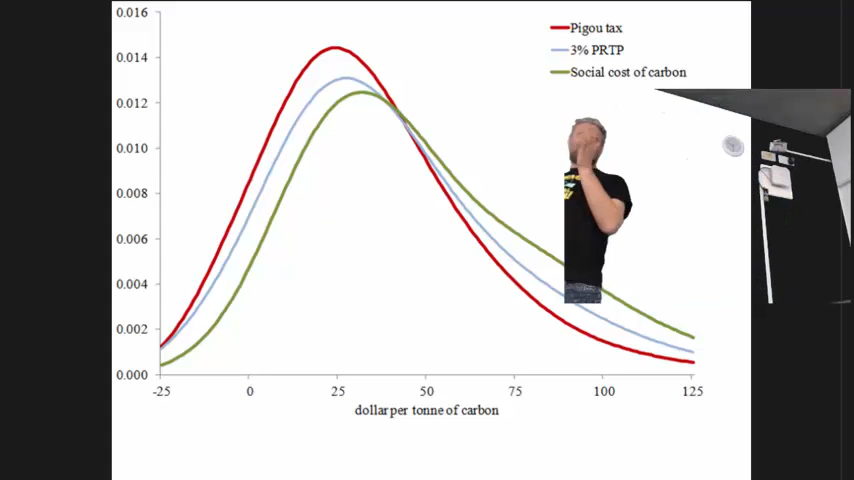 0.016
0.014
0.012
0.010
0.008
0.006
0.004
0.002
0.000
-25 0 25 50 75 100 125
dollar per tonne of carbon
Pigou tax
3% PRTP
Social cost of carbon